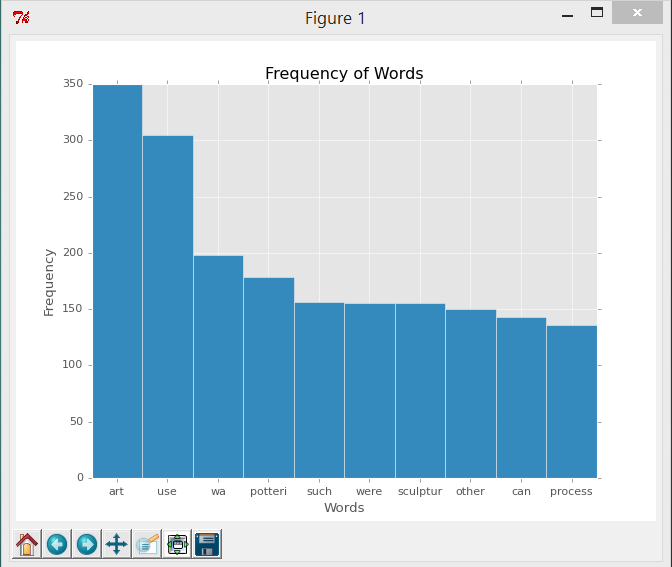 Figure 1
Frequency of Words
350
300
250
200
150
100
50
0
Frequency
art use wa potteri such were sculptur other can process
Words